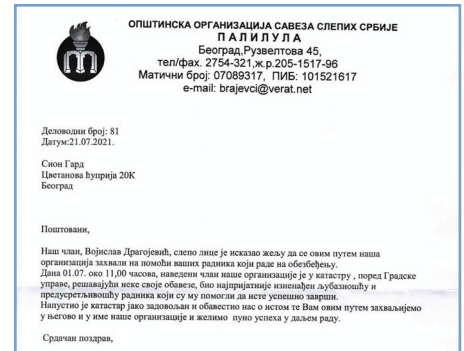 ОПШТИНСКА ОРГАНИЗАЦИЈА САВЕЗА СЛЕПИХ СРБИЈЕ
ПАЛИЛУЛА
Београд,Рузвелтова 45,
тел/фах. 2754-321,ж.р.205-1517-96
Матични број: 07089317, ПИБ: 101521617
e-mail: brajevci@verat.net
Деловодни број: 81
Датум:21.07.2021.
Сион Гард
Цветанова ћуприја 20К
Београд
Поштовани,
Наш члан, Војислав Драгојевић, слепо лице је исказао жељу да се овим путем наша
организација захвали на помоћи ваших радника који раде на обезбеђењу.
Дана 01.07. око 11,00 часова, наведени члан наше организације је у катастру , поред Градске
управе, решавајући неке своје обавезе, био најпријатније изненађен љубазношћу и
предусретљивошћу радника који су му помогли да исте успешно заврши.
Напустио је катастар јако задовољан и обавестио нас о истом те Вам овим путем захваљијемо
у његово и у име наше организације и желимо пуно успеха у даљем раду.
Срдачан поздрав,